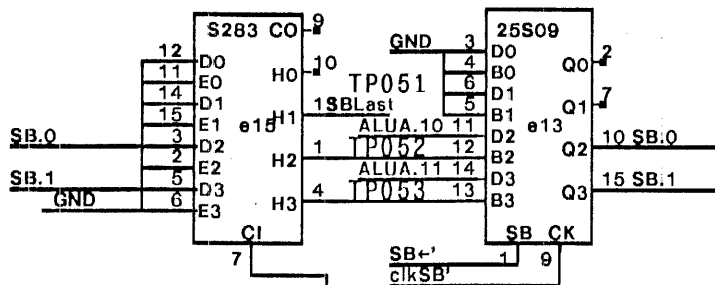 S283 CO 9 25S09
12 D0 H0 10 GND 3 D0 Q0 2
11 E0 TP051 4 B0
14 D1 6 D1 Q1 7
15 E1 H1 1 SBLast 5 B1
SB.0 3 D2 e15 ALUA.10 11 D2 e13 10 SB.0
2 E2 H2 1 TP052 12 B2 Q2
SB.1 5 D3 ALUA.11 14 D3 15 SB.1
GND 6 E3 H3 4 TP053 13 B3 Q3
CI SB CK
7 SB←' 1 9
clkSB'